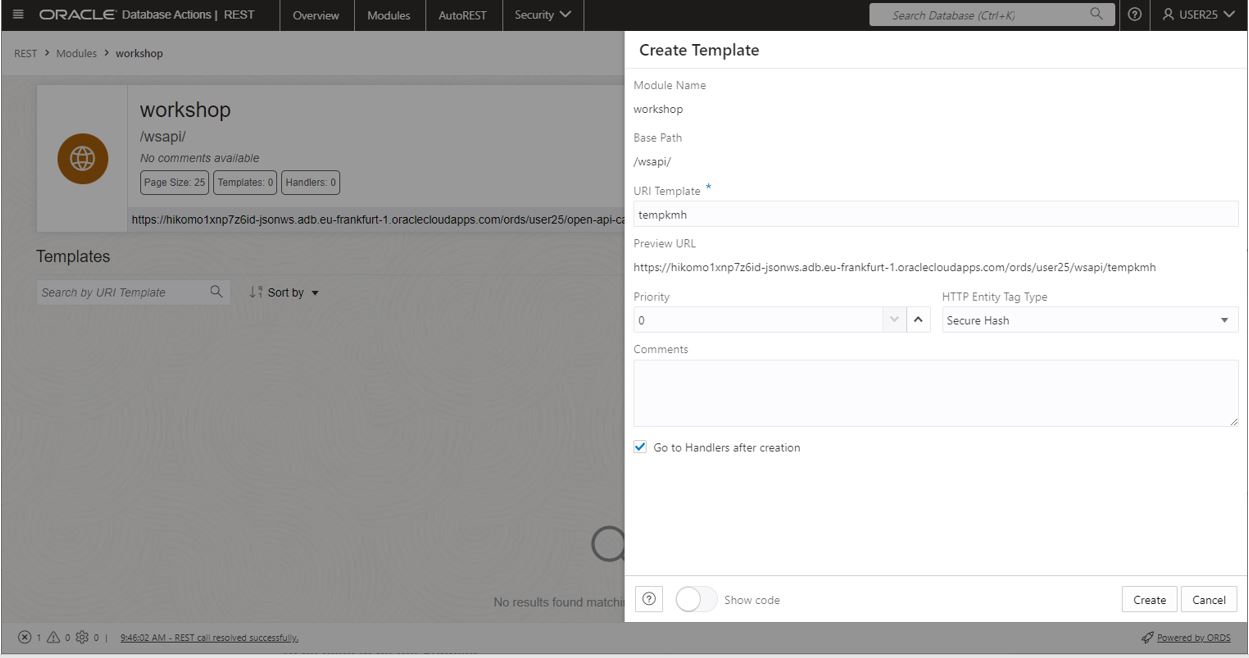 ORACLE Database Actions | REST Overview Modules AutoREST Security Search Database (Ctrl+K) USER25
REST > Modules > workshop
workshop
/wsapi/
No comments available
Page Size: 25 Templates: 0 Handlers: 0
https://hikomo1xnp7z6id-jsonws.adb.eu-frankfurt-1.oraclecloudapps.com/ords/user25/open-api-ca
Templates
Search by URI Template Sort by
No results found matchi
Create Template
Module Name
workshop
Base Path
/wsapi/
URI Template *
tempkmh
Preview URL
https://hikomo1xnp7z6id-jsonws.adb.eu-frankfurt-1.oraclecloudapps.com/ords/user25/wsapi/tempkmh
Priority HTTP Entity Tag Type
0 Secure Hash
Comments
Go to Handlers after creation
Show code Create Cancel
1 0 0 | 9:46:02 AM - REST call resolved successfully. Powered by ORDS